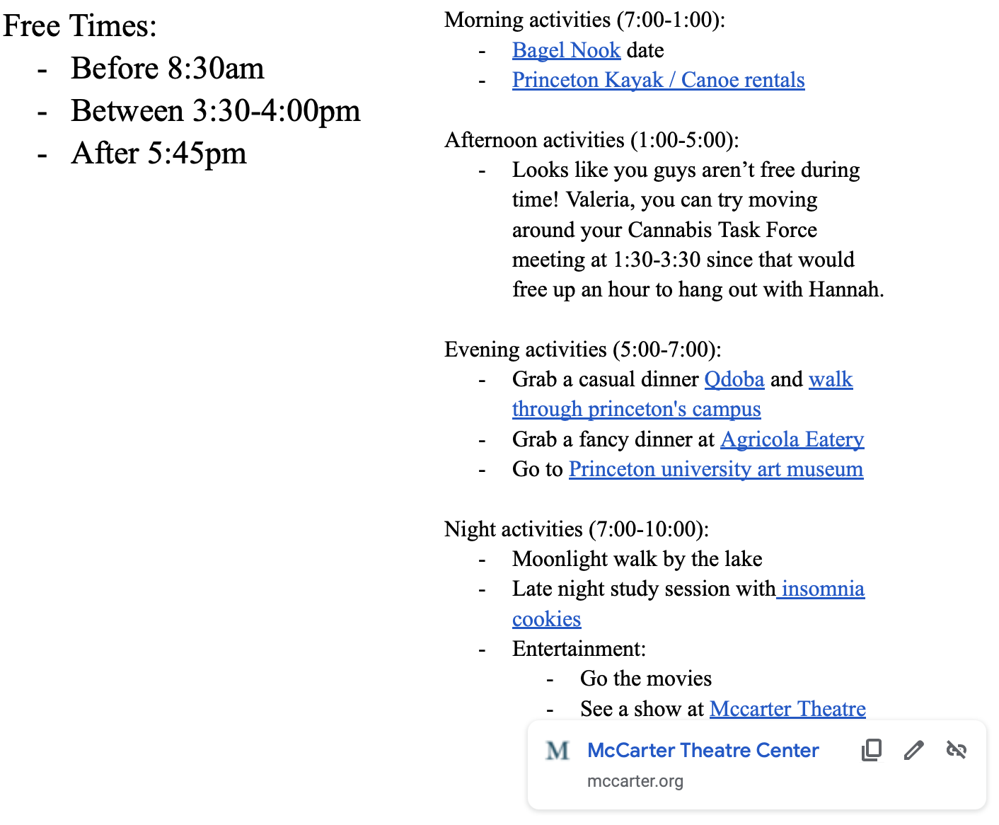 Free Times:
- Before 8:30am
- Between 3:30-4:00pm
- After 5:45pm
Morning activities (7:00-1:00):
- Bagel Nook date
- Princeton Kayak / Canoe rentals
Afternoon activities (1:00-5:00):
- Looks like you guys aren’t free during
time! Valeria, you can try moving
around your Cannabis Task Force
meeting at 1:30-3:30 since that would
free up an hour to hang out with Hannah.
Evening activities (5:00-7:00):
- Grab a casual dinner Qdoba and walk
through princeton's campus
- Grab a fancy dinner at Agricola Eatery
- Go to Princeton university art museum
Night activities (7:00-10:00):
- Moonlight walk by the lake
- Late night study session with insomnia
cookies
- Entertainment:
- Go the movies
- See a show at Mccarter Theatre
M McCarter Theatre Center
mccarter.org